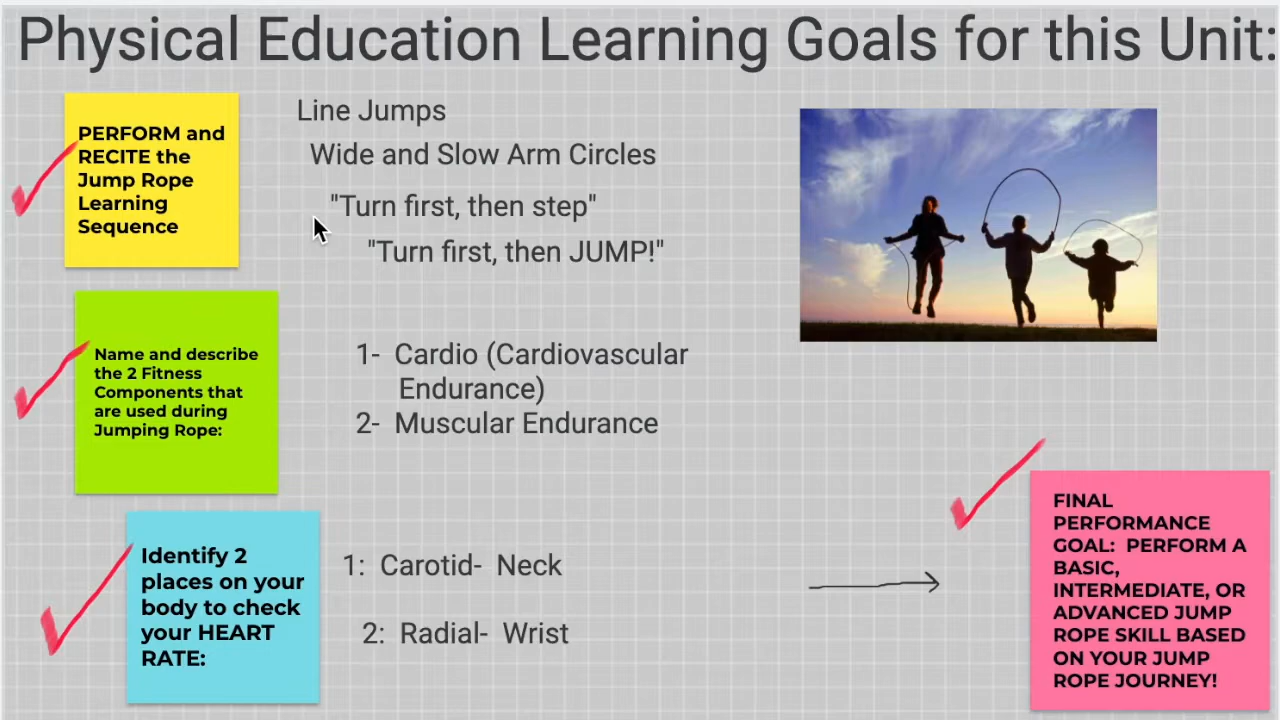 Physical Education Learning Goals for this Unit:
PERFORM and
RECITE the
Jump Rope
Learning
Sequence
Line Jumps
Wide and Slow Arm Circles
"Turn first, then step"
"Turn first, then JUMP!"
Name and describe
the 2 Fitness
Components that
are used during
Jumping Rope:
1- Cardio (Cardiovascular
Endurance)
2- Muscular Endurance
Identify 2
places on your
body to check
your HEART
RATE:
1: Carotid- Neck
2: Radial- Wrist
FINAL
PERFORMANCE
GOAL: PERFORM A
BASIC,
INTERMEDIATE, OR
ADVANCED JUMP
ROPE SKILL BASED
ON YOUR JUMP
ROPE JOURNEY!